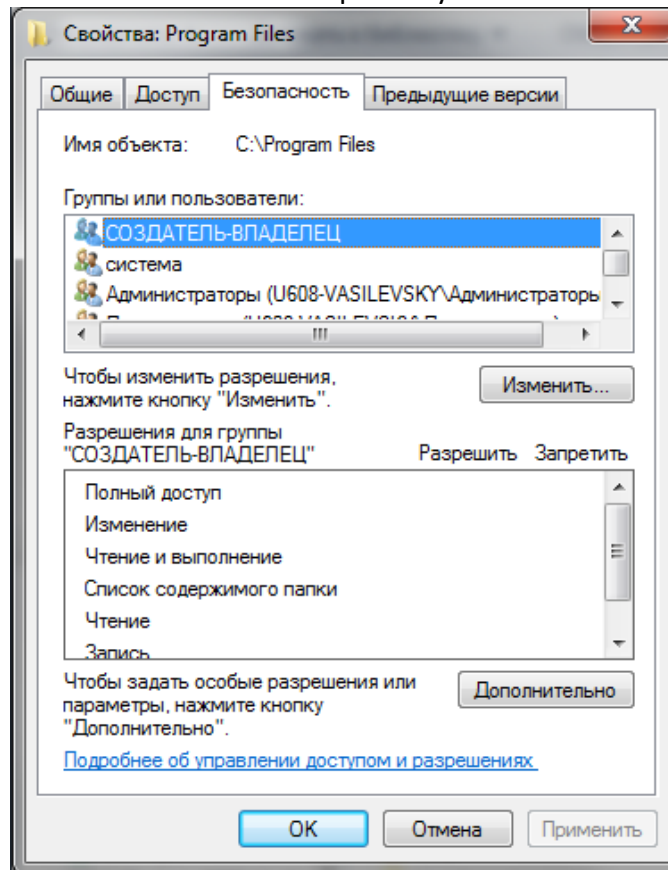 Свойства: Program Files
Общие Доступ Безопасность Предыдущие версии
Имя объекта: C:\Program Files
Группы или пользователи:
СОЗДАТЕЛЬ-ВЛАДЕЛЕЦ
система
Администраторы (U608-VASILEVSKY\Администраторы
Чтобы изменить разрешения,
нажмите кнопку "Изменить".
Изменить...
Разрешения для группы
"СОЗДАТЕЛЬ-ВЛАДЕЛЕЦ" Разрешить Запретить
Полный доступ
Изменение
Чтение и выполнение
Список содержимого папки
Чтение
Запись
Чтобы задать особые разрешения или
параметры, нажмите кнопку
"Дополнительно".
Дополнительно
Подробнее об управлении доступом и разрешениях
OK Отмена Применить